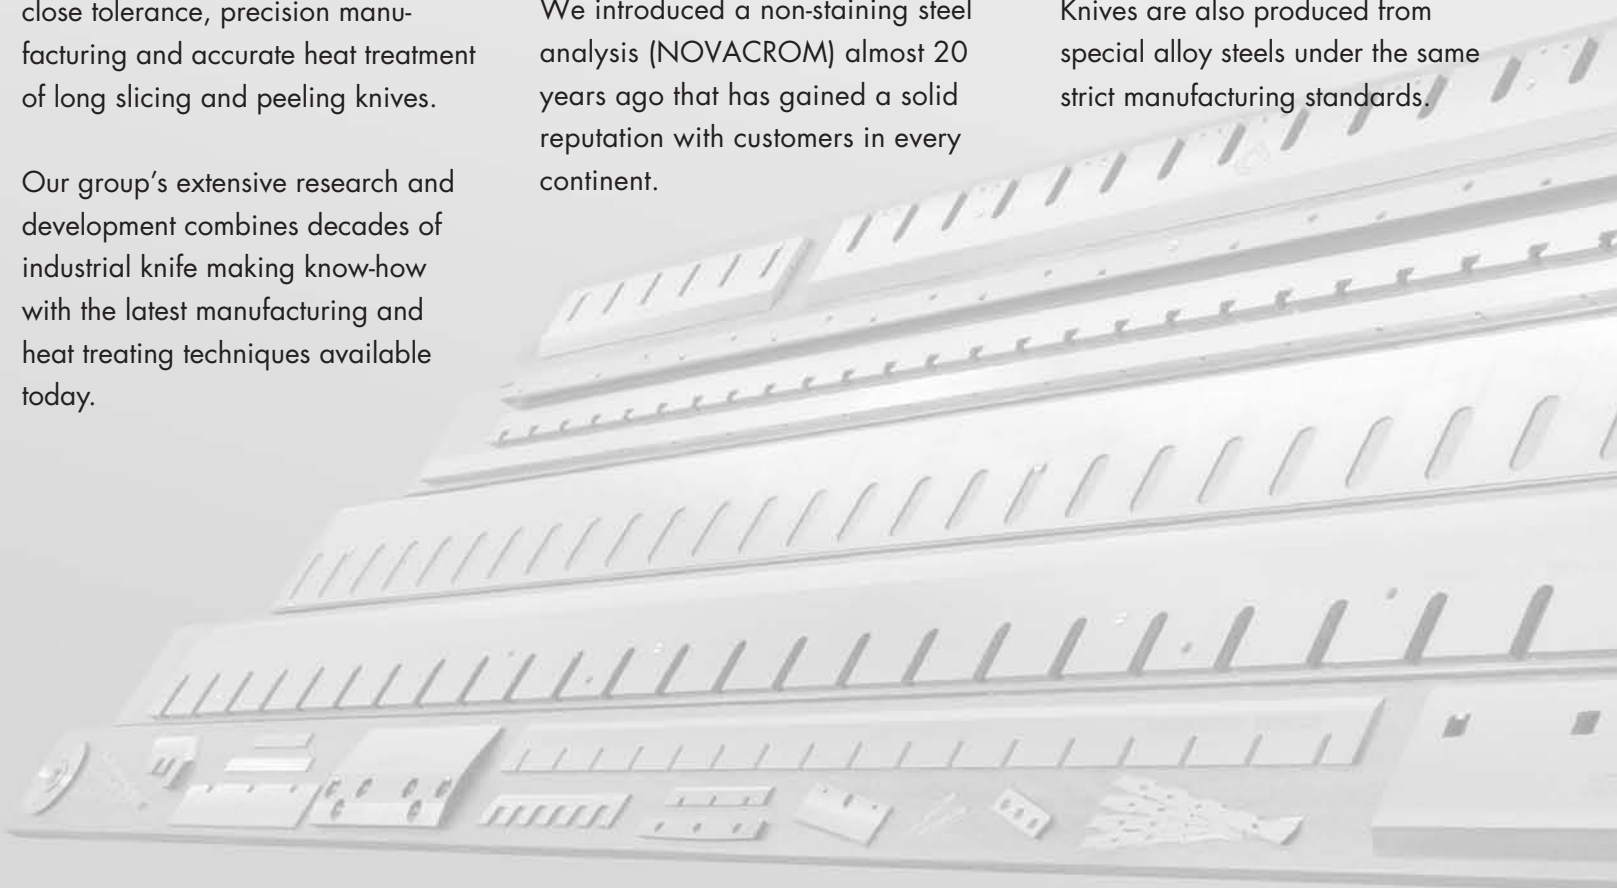 close tolerance, precision manu-
facturing and accurate heat treatment
of long slicing and peeling knives.
Our group's extensive research and
development combines decades of
industrial knife making know-how
with the latest manufacturing and
heat treating techniques available
today.
We introduced a non-staining steel
analysis (NOVACROM) almost 20
years ago that has gained a solid
reputation with customers in every
continent.
Knives are also produced from
special alloy steels under the same
strict manufacturing standards.